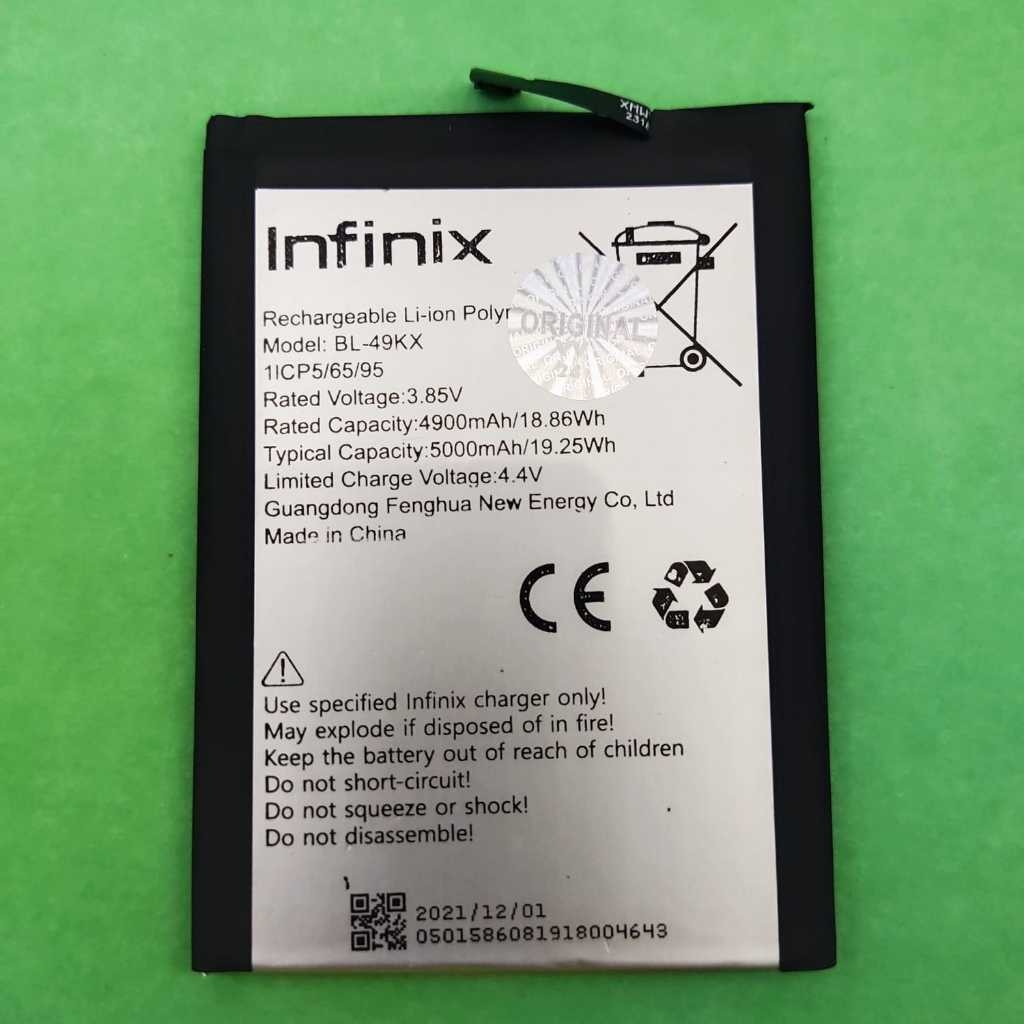 XMW
Infinix
Rechargeable Li-ion
Model: BL-49KX
1ICP5/65/95
Rated Voltage:3.85V
Rated Capacity:4900mAh/18.86Wh
Typical Capacity:5000mAh/19.25Wh
Limited Charge Voltage:4.4V
Guangdong Fenghua New Energy Co, Ltd
Made in China
ORIGINAL
CE
Use specified Infinix charger only!
May explode if disposed of in fire!
Keep the battery out of reach of children
Do not short-circuit!
Do not squeeze or shock!
Do not disassemble!
2021/12/01
0501586081918004643